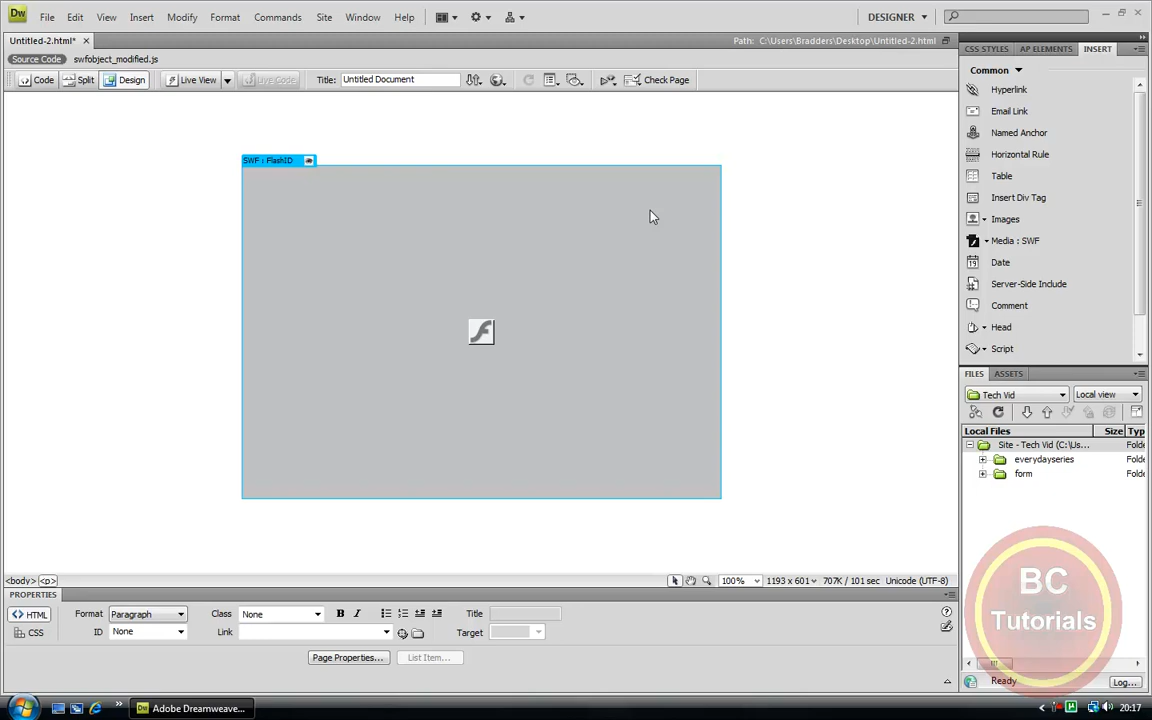 Dw File Edit View Insert Modify Format Commands Site Window Help DESIGNER
Untitled-2.html* Path: C:\Users\Bradders\Desktop\Untitled-2.html
Source Code swfobject_modified.js
Code Split Design Live View Live Code Title: Untitled Document Check Page
CSS STYLES AP ELEMENTS INSERT
Common
Hyperlink
Email Link
Named Anchor
Horizontal Rule
Table
Insert Div Tag
Images
Media : SWF
Date
Server-Side Include
Comment
Head
Script
SWF : FlashID
FILES ASSETS
Tech Vid Local view
Local Files Size Typ
Site - Tech Vid (C:\Us... Folde
everydayseries Folde
form Folde
BC
Tutorials
<body> <p> 100% 1193 x 601 707K / 101 sec Unicode (UTF-8)
PROPERTIES
HTML Format Paragraph Class None B I Title
CSS ID None Link Target
Page Properties... List Item...
Ready Log...
Adobe Dreamweave... 20:17